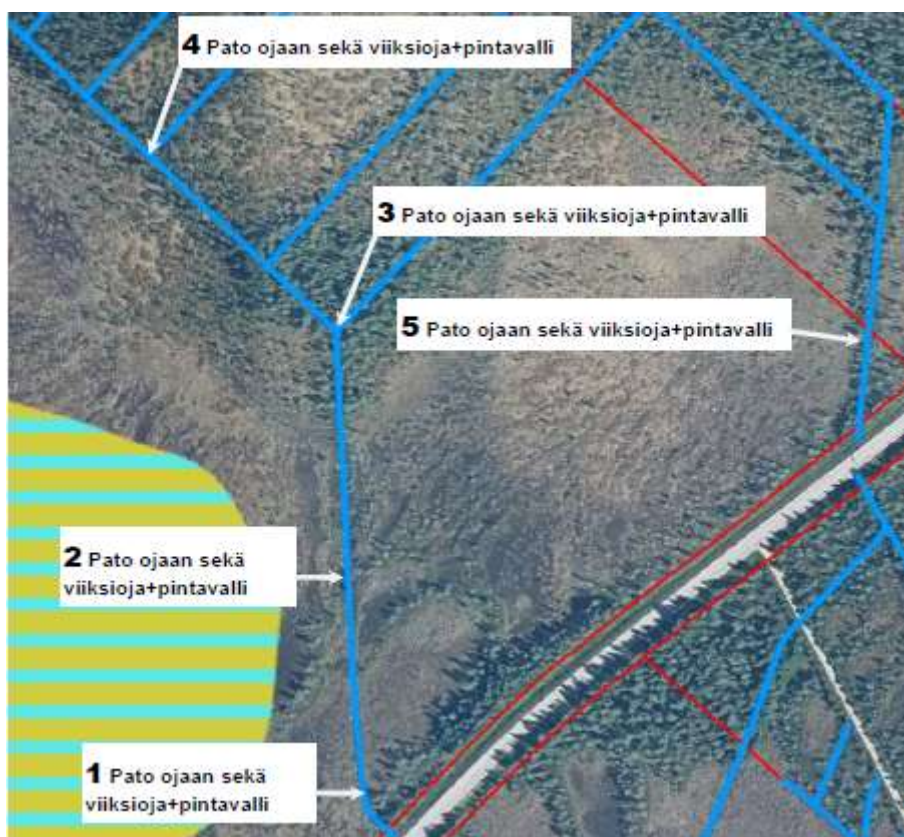 4 Pato ojaan sekä viiksioja+pintavalli
3 Pato ojaan sekä viiksioja+pintavalli
5 Pato ojaan sekä viiksioja+pintavalli
2 Pato ojaan sekä
viiksioja+pintavalli
1 Pato ojaan sekä
viiksioja+pintavalli